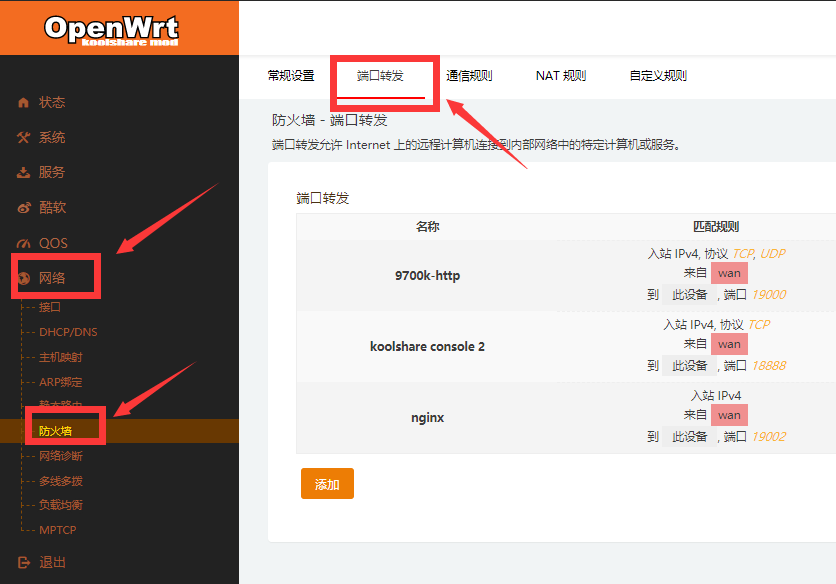 OpenWrt
koolshare mod
状态
系统
服务
酷软
QOS
网络
接口
DHCP/DNS
主机映射
ARP绑定
静态路由
防火墙
网络诊断
多线多拨
负载均衡
MPTCP
退出
常规设置 端口转发 通信规则 NAT 规则 自定义规则
防火墙 - 端口转发
端口转发允许 Internet 上的远程计算机连接到内部网络中的特定计算机或服务。
端口转发
名称 匹配规则
9700k-http
入站 IPv4, 协议 TCP, UDP
来自 wan
到 此设备 , 端口 19000
koolshare console 2
入站 IPv4, 协议 TCP
来自 wan
到 此设备 , 端口 18888
nginx
入站 IPv4
来自 wan
到 此设备 , 端口 19002
添加